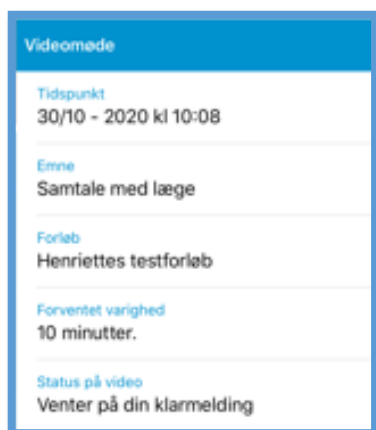 Videomøde
Tidspunkt
30/10 - 2020 kl 10:08
Emne
Samtale med læge
Forløb
Henriettes testforløb
Forventet varighed
10 minutter.
Status på video
Venter på din klarmelding